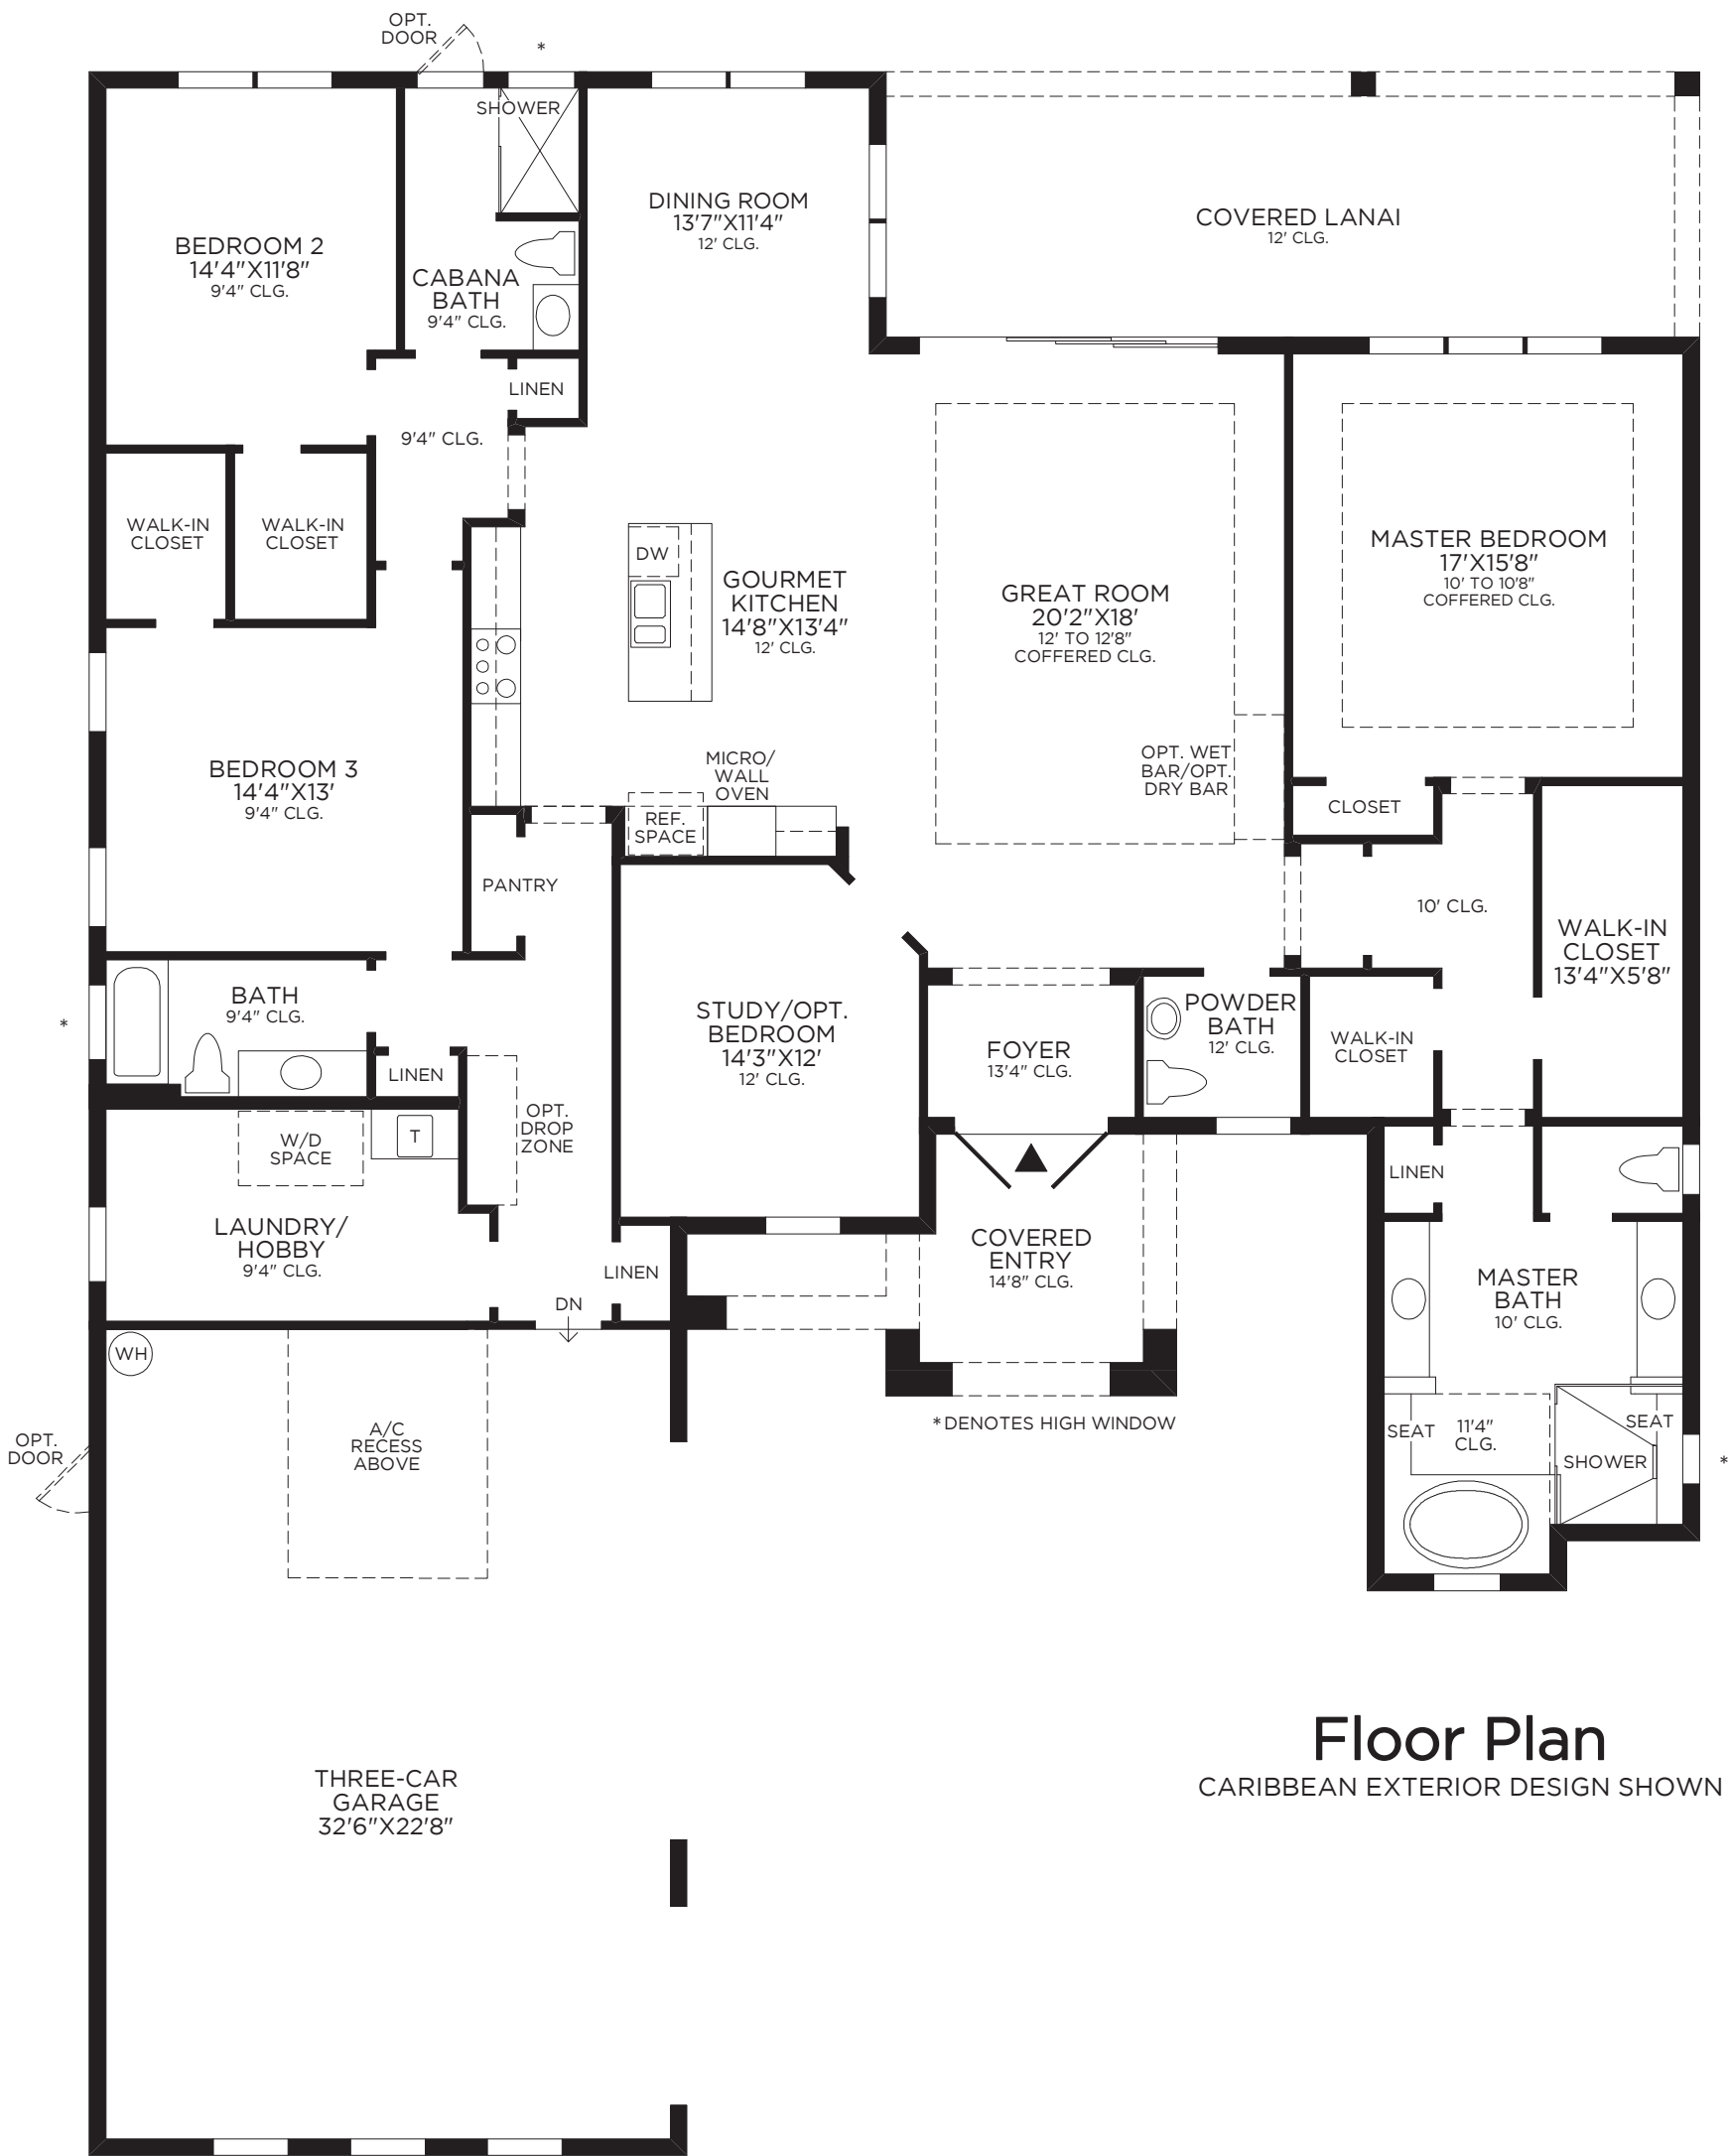 OPT.
DOOR
*
SHOWER
DINING ROOM
13'7"X11'4"
12' CLG.
COVERED LANAI
12' CLG.
BEDROOM 2
14'4"X11'8"
9'4" CLG.
CABANA
BATH
9'4" CLG.
LINEN
9'4" CLG.
WALK-IN
CLOSET
WALK-IN
CLOSET
DW
GOURMET
KITCHEN
14'8"X13'4"
12' CLG.
GREAT ROOM
20'2"X18'
12' TO 12'8"
COFFERED CLG.
MASTER BEDROOM
17'X15'8"
10' TO 10'8"
COFFERED CLG.
BEDROOM 3
14'4"X13'
9'4" CLG.
MICRO/
WALL
OVEN
REF.
SPACE
OPT. WET
BAR/OPT.
DRY BAR
CLOSET
PANTRY
10' CLG.
WALK-IN
CLOSET
13'4"X5'8"
*
BATH
9'4" CLG.
STUDY/OPT.
BEDROOM
14'3"X12'
12' CLG.
FOYER
13'4" CLG.
POWDER
BATH
12' CLG.
WALK-IN
CLOSET
LINEN
OPT.
DROP
ZONE
W/D
SPACE
T
LINEN
LAUNDRY/
HOBBY
9'4" CLG.
LINEN
DN
COVERED
ENTRY
14'8" CLG.
MASTER
BATH
10' CLG.
WH
A/C
RECESS
ABOVE
OPT.
DOOR
*DENOTES HIGH WINDOW
SEAT
11'4"
CLG.
SEAT
SHOWER
*
THREE-CAR
GARAGE
32'6"X22'8"
Floor Plan
CARIBBEAN EXTERIOR DESIGN SHOWN